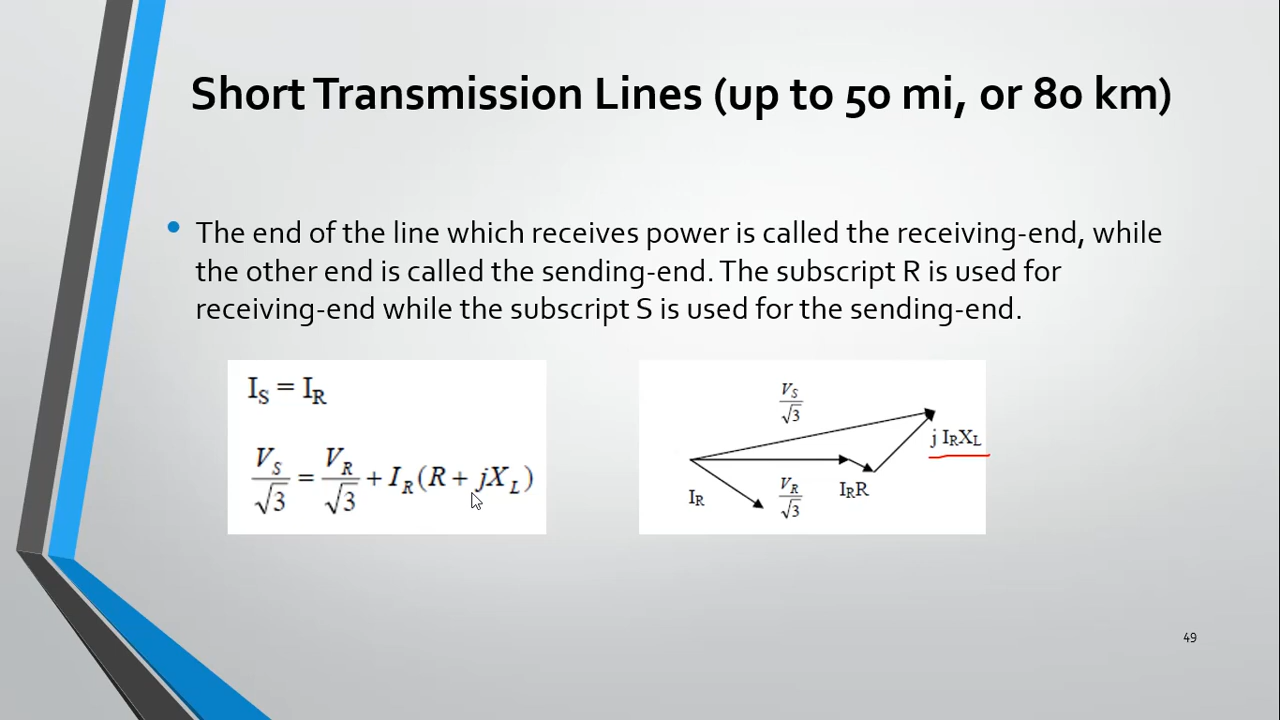 Short Transmission Lines (up to 50 mi, or 80 km)
• The end of the line which receives power is called the receiving-end, while
the other end is called the sending-end. The subscript R is used for
receiving-end while the subscript S is used for the sending-end.
I_S = I_R
V_S/√3 = V_R/√3 + I_R(R + jX_L)
V_S/√3
j I_RX_L
I_R
V_R/√3
I_RR
49